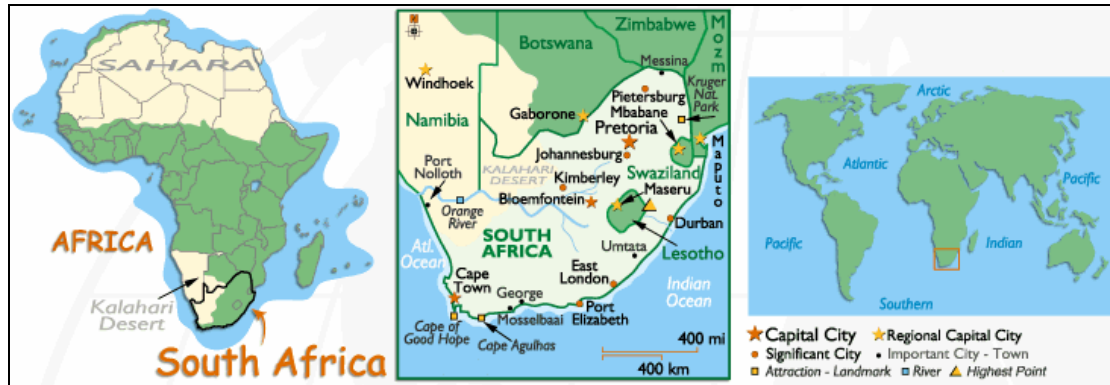 SAHARA
AFRICA
Kalahari
Desert
South Africa
Zimbabwe
Mozm
Botswana
Messina
Windhoek
Kruger
Nat.
Park
Pietersburg
Gaborone
Mbabane
Namibia
Pretoria
Maputo
Johannesburg
Port
Nolloth
KALAHARI
DESERT
Kimberley
Swaziland
Maseru
Bloemfontein
Orange
River
Durban
SOUTH
AFRICA
Umtata
Lesotho
Atl.
Ocean
Cape
Town
East
London
Indian
Ocean
George
Mosselbaai
Port
Elizabeth
Cape of
Good Hope
Cape Agulhas
400 mi
400 km
Arctic
Atlantic
Pacific
Pacific
Indian
Southern
Capital City
Regional Capital City
Significant City
Important City - Town
Attraction - Landmark
River
Highest Point